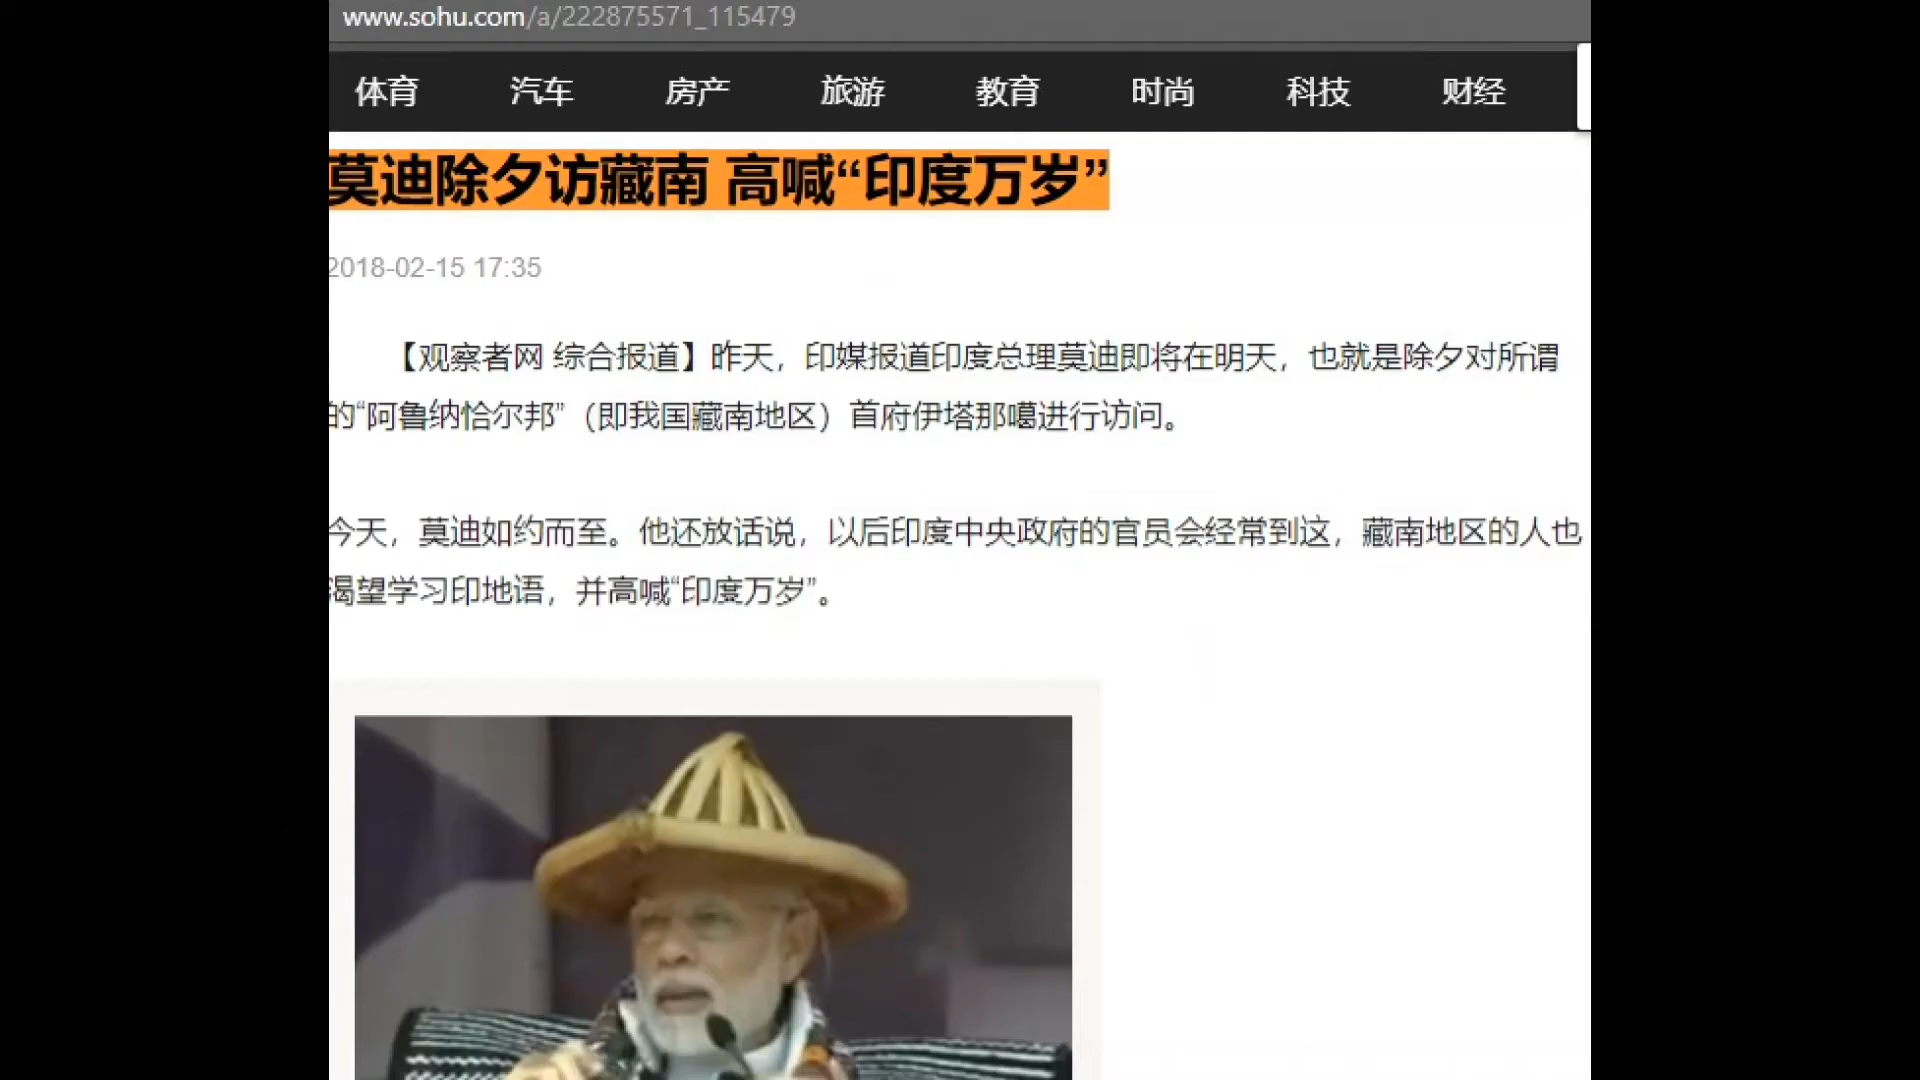 www.sohu.com/a/222875571_115479
体育 汽车 房产 旅游 教育 时尚 科技 财经
莫迪除夕访藏南 高喊“印度万岁”
2018-02-15 17:35
【观察者网 综合报道】昨天，印媒报道印度总理莫迪即将在明天，也就是除夕对所谓
的“阿鲁纳恰尔邦”（即我国藏南地区）首府伊塔那噶进行访问。
今天，莫迪如约而至。他还放话说，以后印度中央政府的官员会经常到这，藏南地区的人也
渴望学习印地语，并高喊“印度万岁”。